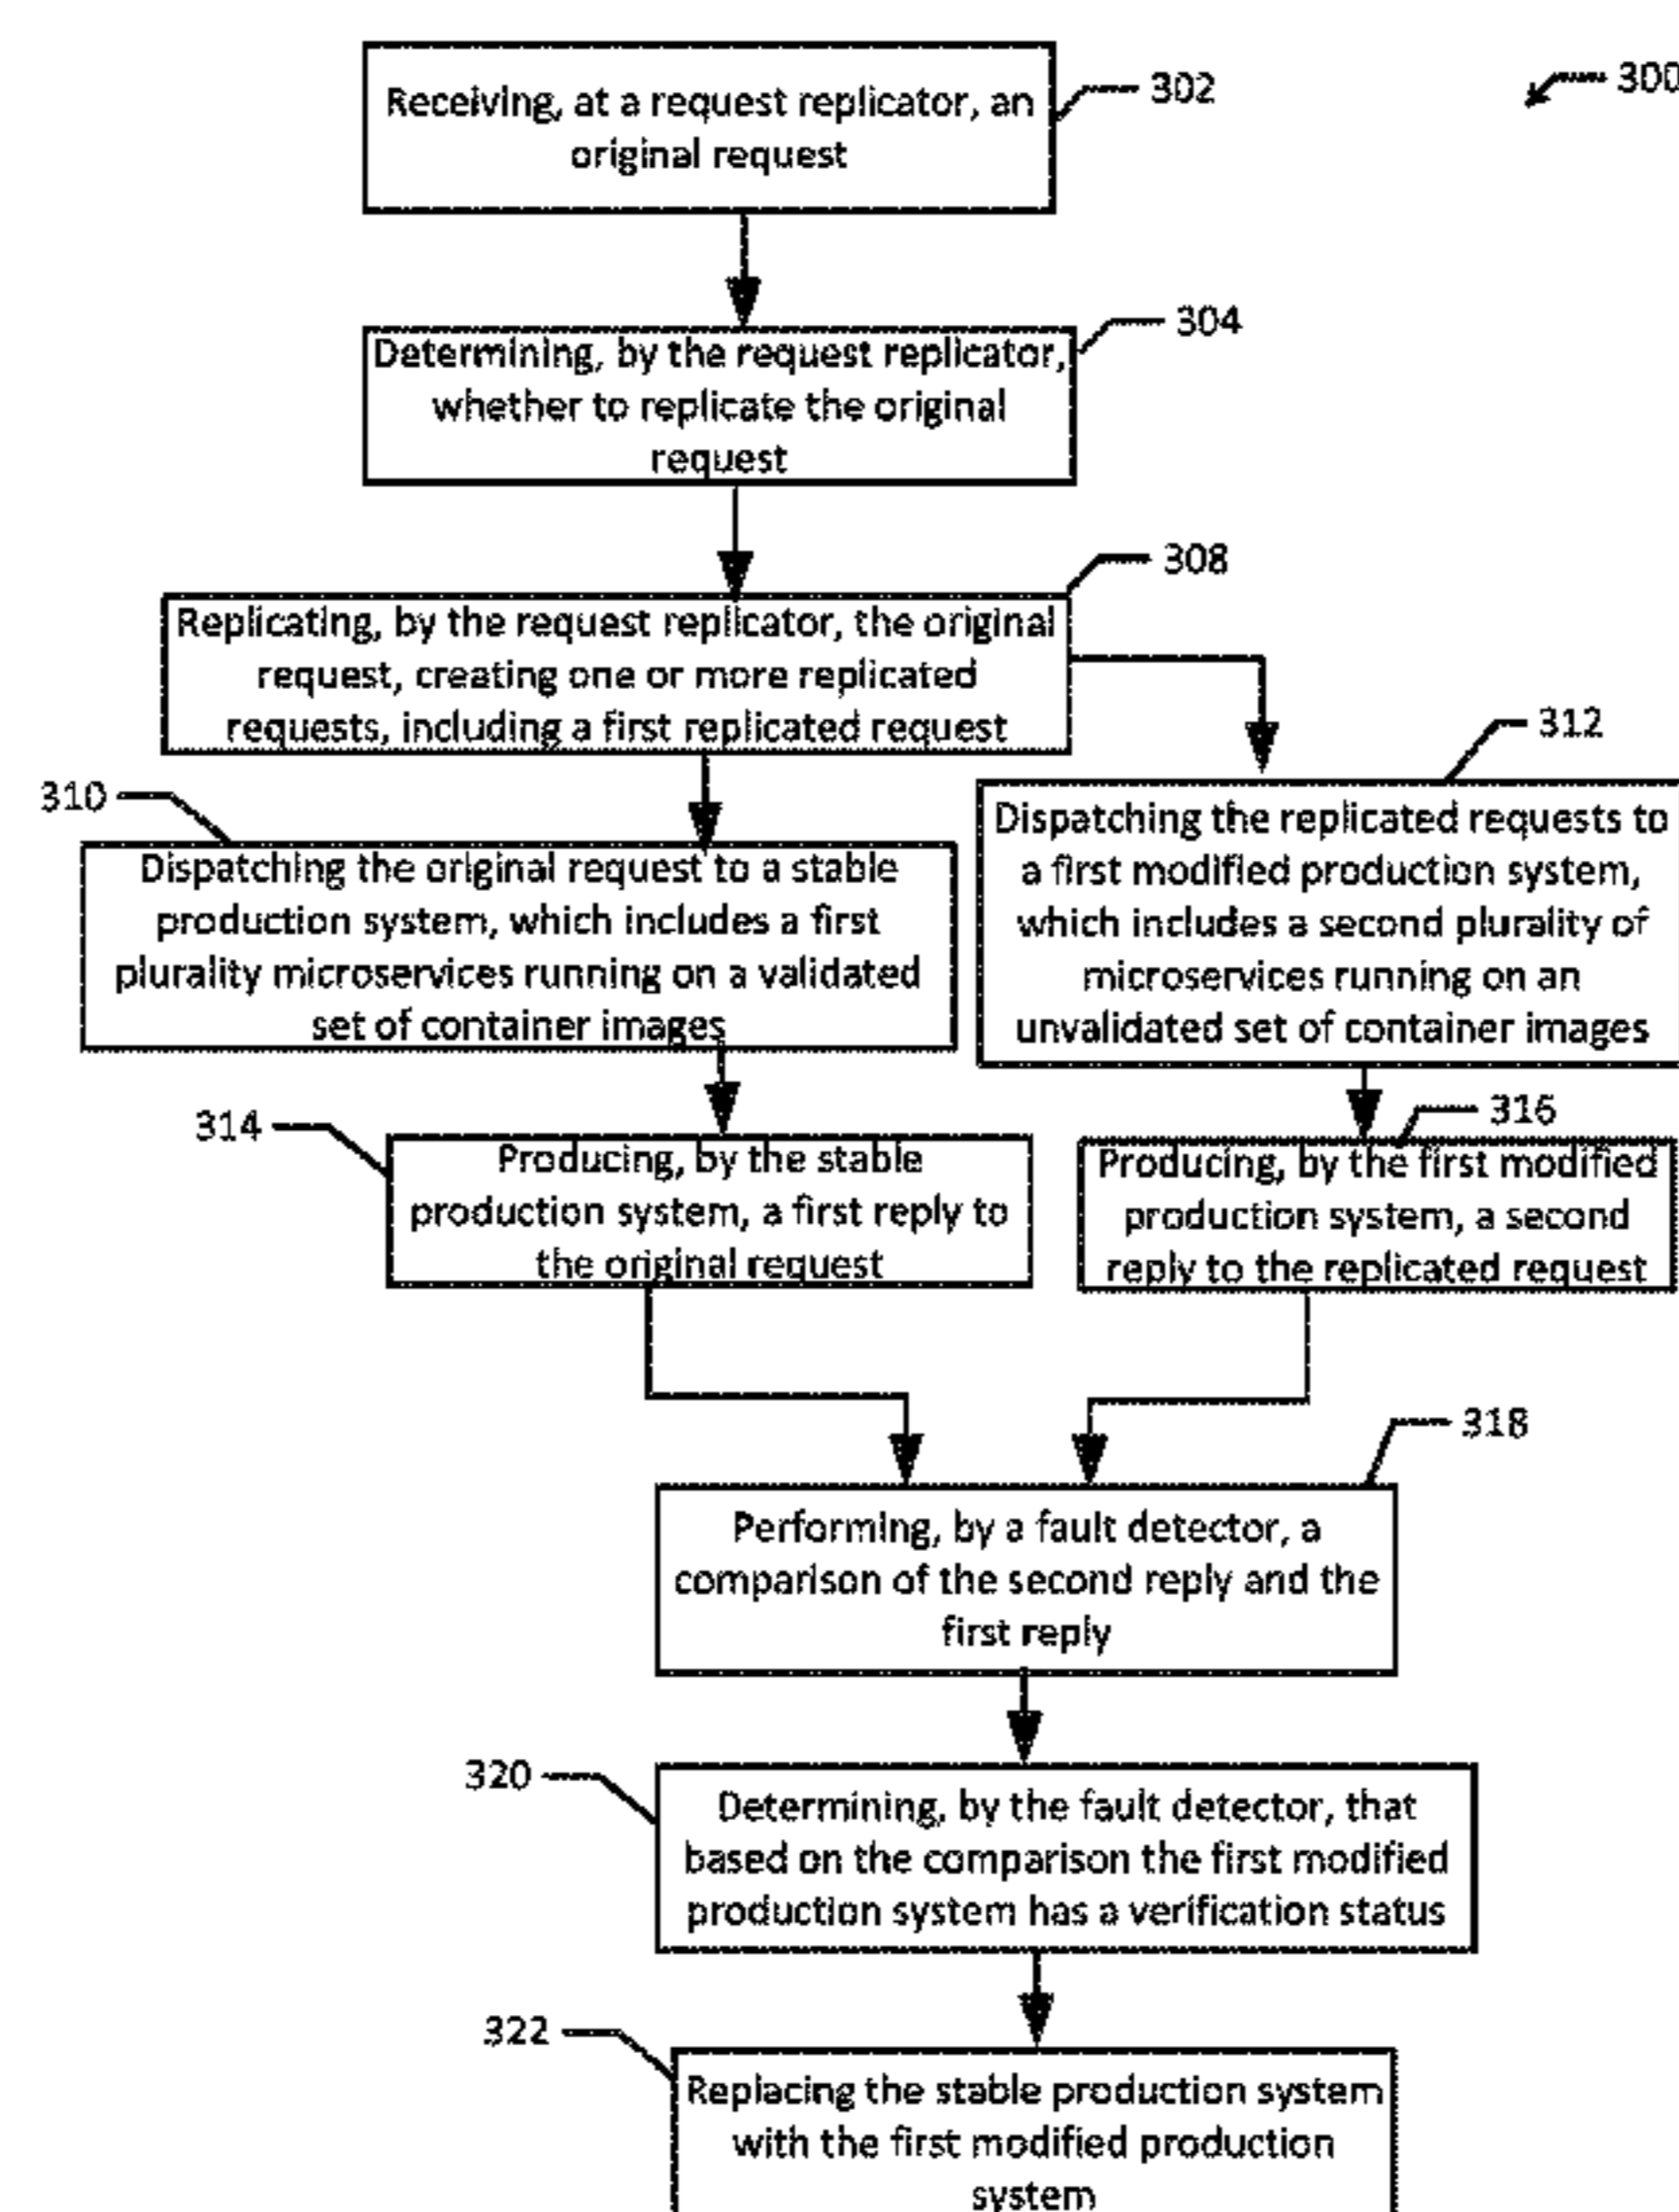 300
302
Receiving, at a request replicator, an
original request
304
Determining, by the request replicator,
whether to replicate the original
request
308
Replicating, by the request replicator, the original
request, creating one or more replicated
requests, including a first replicated request
310
Dispatching the original request to a stable
production system, which includes a first
plurality microservices running on a validated
set of container images
312
Dispatching the replicated requests to
a first modified production system,
which includes a second plurality of
microservices running on an
unvalidated set of container images
314
Producing, by the stable
production system, a first reply to
the original request
316
Producing, by the first modified
production system, a second
reply to the replicated request
318
Performing, by a fault detector, a
comparison of the second reply and the
first reply
320
Determining, by the fault detector, that
based on the comparison the first modified
production system has a verification status
322
Replacing the stable production system
with the first modified production
system